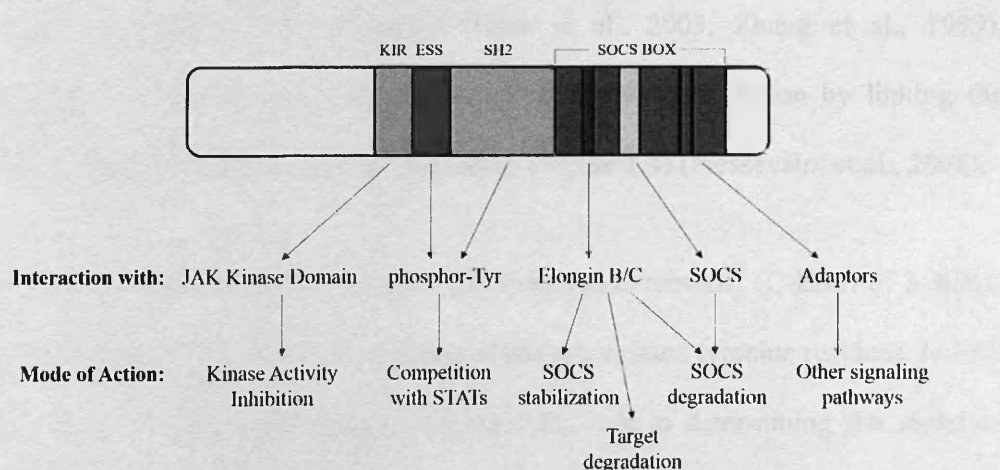 KIR ESS SH2 SOCS BOX
Interaction with: JAK Kinase Domain phosphor-Tyr Elongin B/C SOCS Adaptors
Mode of Action: Kinase Activity Competition SOCS SOCS Other signaling
Inhibition with STATs stabilization degradation pathways
Target
degradation